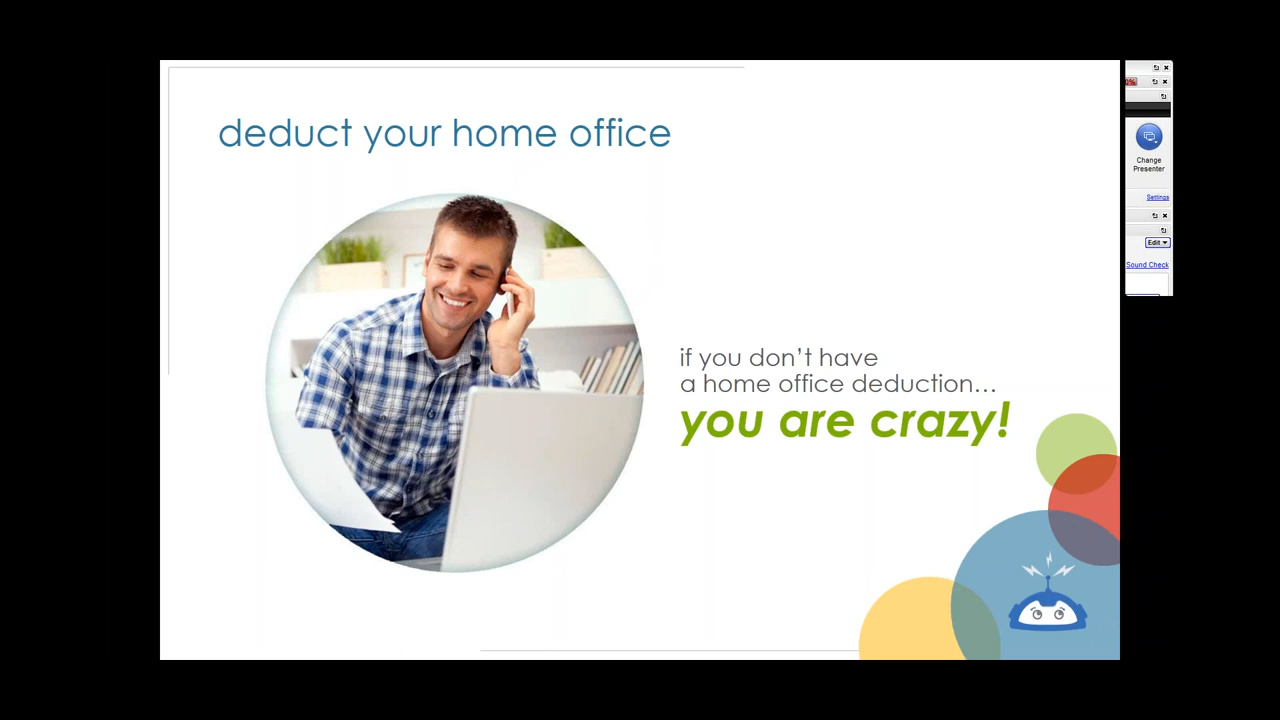 deduct your home office
if you don't have
a home office deduction...
you are crazy!
Change
Presenter
Settings
Edit
Sound Check